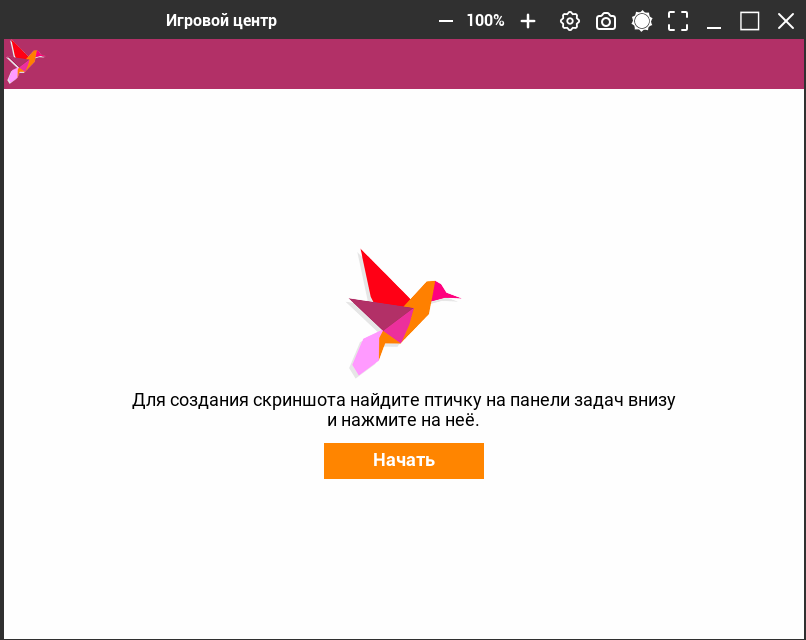 Игровой центр
100%
Для создания скриншота найдите птичку на панели задач внизу
и нажмите на неё.
Начать